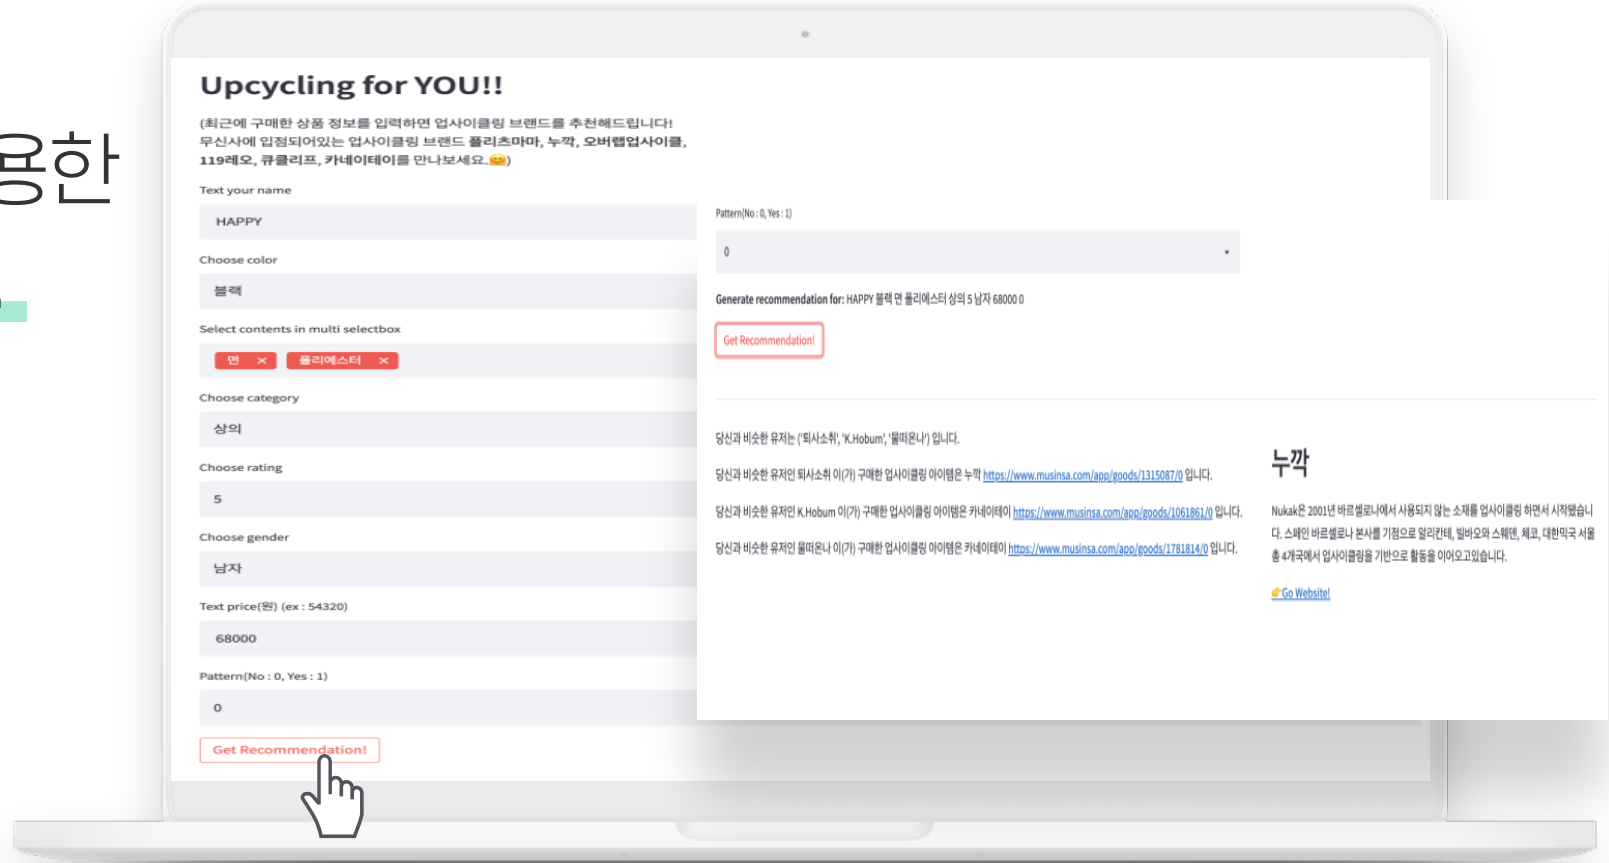 용한
Upcycling for YOU!!
(최근에 구매한 상품 정보를 입력하면 업사이클링 브랜드를 추천해드립니다!
무신사에 입점되어있는 업사이클링 브랜드 플리츠마마, 누깍, 오버랩업사이클,
119레오, 큐클리프, 카네이테이를 만나보세요.😊)
Text your name
HAPPY
Choose color
블랙
Select contents in multi selectbox
면 × 폴리에스터 ×
Choose category
상의
Choose rating
5
Choose gender
남자
Text price(원) (ex : 54320)
68000
Pattern(No : 0, Yes : 1)
0
Get Recommendation!
Pattern(No : 0, Yes : 1)
0
Generate recommendation for: HAPPY 블랙 면 폴리에스터 상의 5 남자 68000 0
Get Recommendation!
당신과 비슷한 유저는 ('퇴사소취', 'K.Hobum', '물떠온나') 입니다.
당신과 비슷한 유저인 퇴사소취 이(가) 구매한 업사이클링 아이템은 누깍 https://www.musinsa.com/app/goods/1315087/0 입니다.
당신과 비슷한 유저인 K.Hobum 이(가) 구매한 업사이클링 아이템은 카네이테이 https://www.musinsa.com/app/goods/1061861/0 입니다.
당신과 비슷한 유저인 물떠온나 이(가) 구매한 업사이클링 아이템은 카네이테이 https://www.musinsa.com/app/goods/1781814/0 입니다.
누깍
Nukak은 2001년 바르셀로나에서 사용되지 않는 소재를 업사이클링 하면서 시작됐습니
다. 스페인 바르셀로나 본사를 기점으로 알리칸테, 빌바오와 스웨덴, 체코, 대한민국 서울
총 4개국에서 업사이클링을 기반으로 활동을 이어오고있습니다.
👉Go Website!